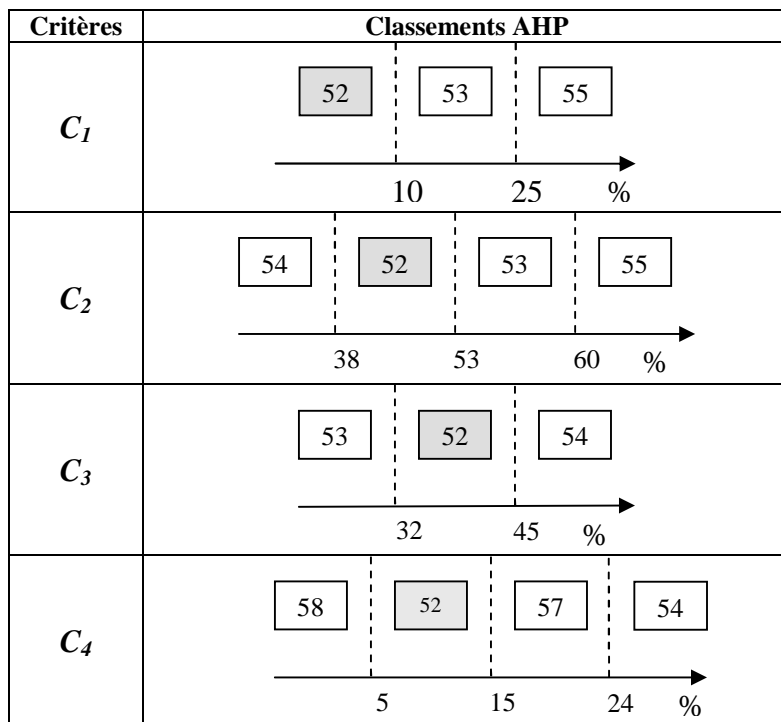 Critères Classements AHP
C1
52 53 55
10 25 %
C2
54 52 53 55
38 53 60 %
C3
53 52 54
32 45 %
C4
58 52 57 54
5 15 24 %